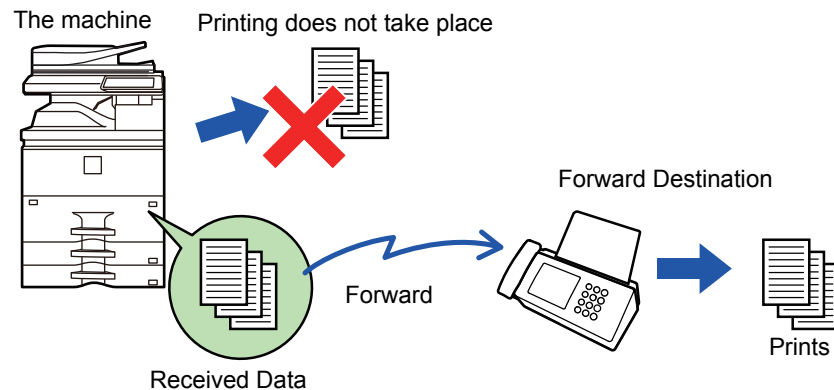 The machine
Printing does not take place
Forward Destination
Forward
Prints
Received Data